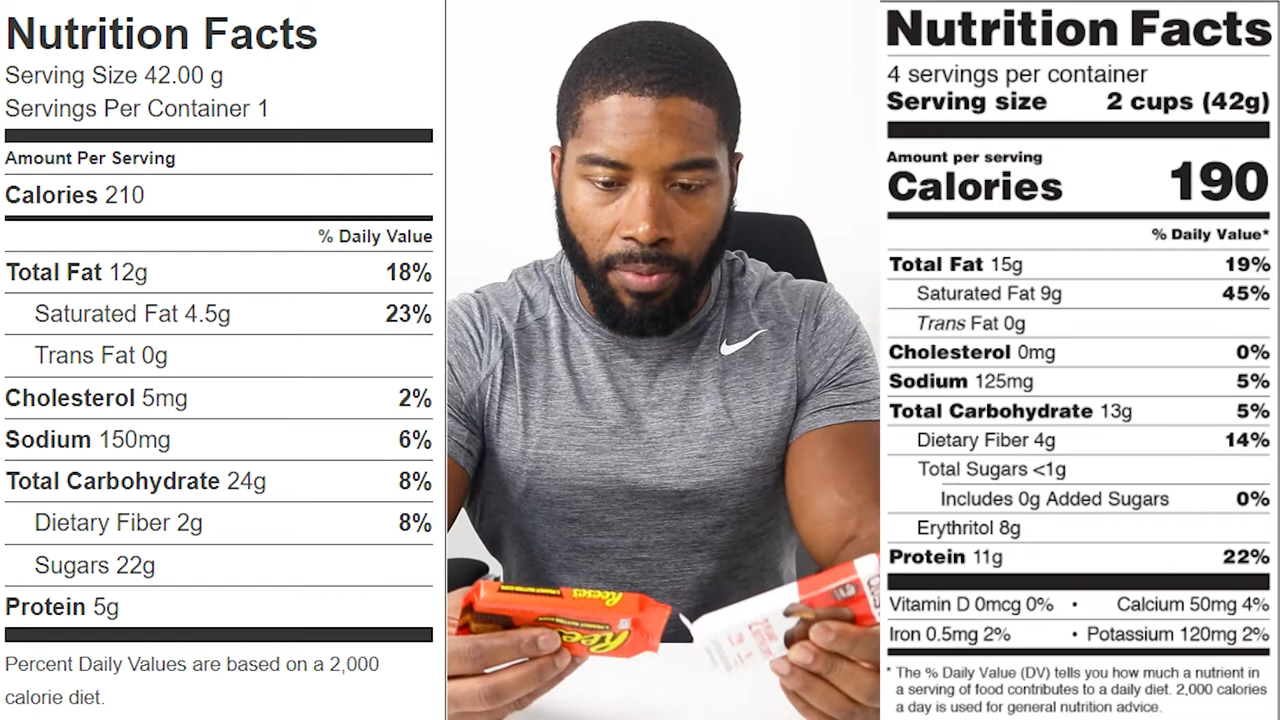 Nutrition Facts
Serving Size 42.00 g
Servings Per Container 1
Amount Per Serving
Calories 210
% Daily Value
Total Fat 12g 18%
Saturated Fat 4.5g 23%
Trans Fat 0g
Cholesterol 5mg 2%
Sodium 150mg 6%
Total Carbohydrate 24g 8%
Dietary Fiber 2g 8%
Sugars 22g
Protein 5g
Percent Daily Values are based on a 2,000
calorie diet.
Reese's
Nutrition Facts
4 servings per container
Serving size 2 cups (42g)
Amount per serving
Calories 190
% Daily Value*
Total Fat 15g 19%
Saturated Fat 9g 45%
Trans Fat 0g
Cholesterol 0mg 0%
Sodium 125mg 5%
Total Carbohydrate 13g 5%
Dietary Fiber 4g 14%
Total Sugars <1g
Includes 0g Added Sugars 0%
Erythritol 8g
Protein 11g 22%
Vitamin D 0mcg 0% • Calcium 50mg 4%
Iron 0.5mg 2% • Potassium 120mg 2%
* The % Daily Value (DV) tells you how much a nutrient in
a serving of food contributes to a daily diet. 2,000 calories
a day is used for general nutrition advice.